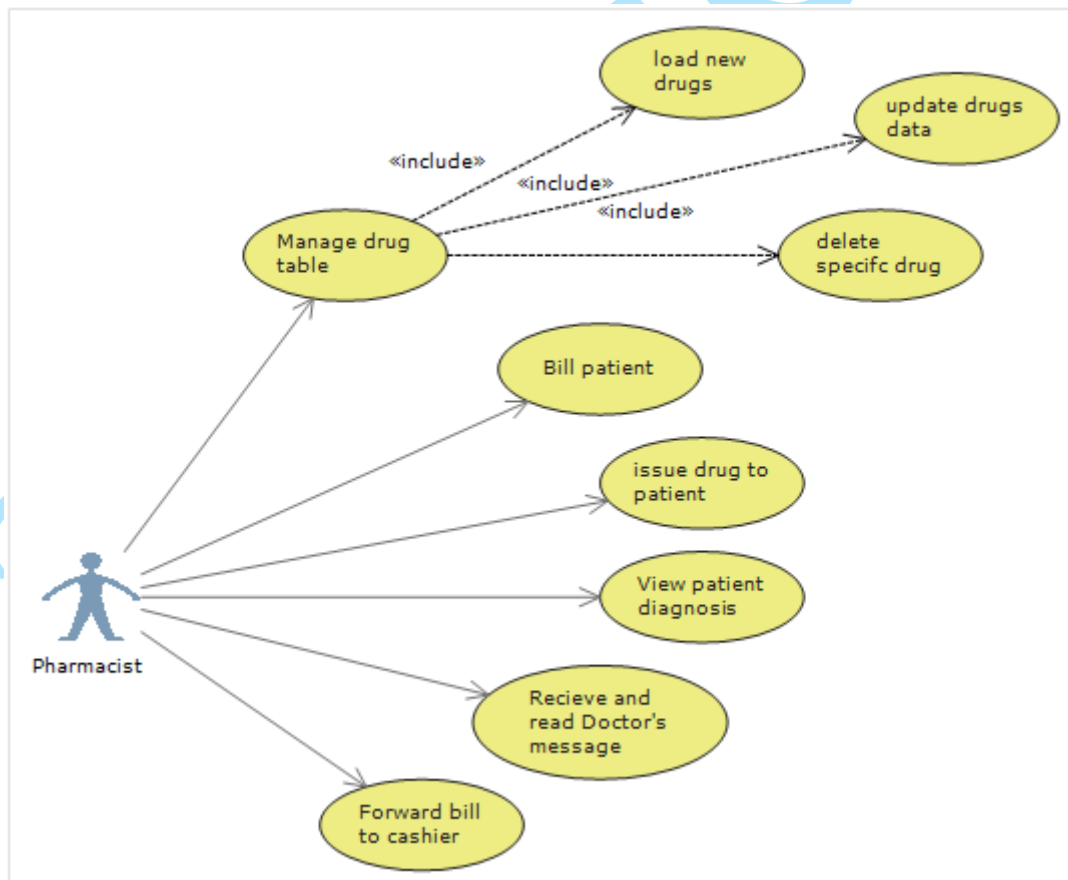 load new
drugs
update drugs
data
«include»
«include»
«include»
Manage drug
table
delete
specifc drug
Bill patient
issue drug to
patient
View patient
diagnosis
Pharmacist
Recieve and
read Doctor's
message
Forward bill
to cashier